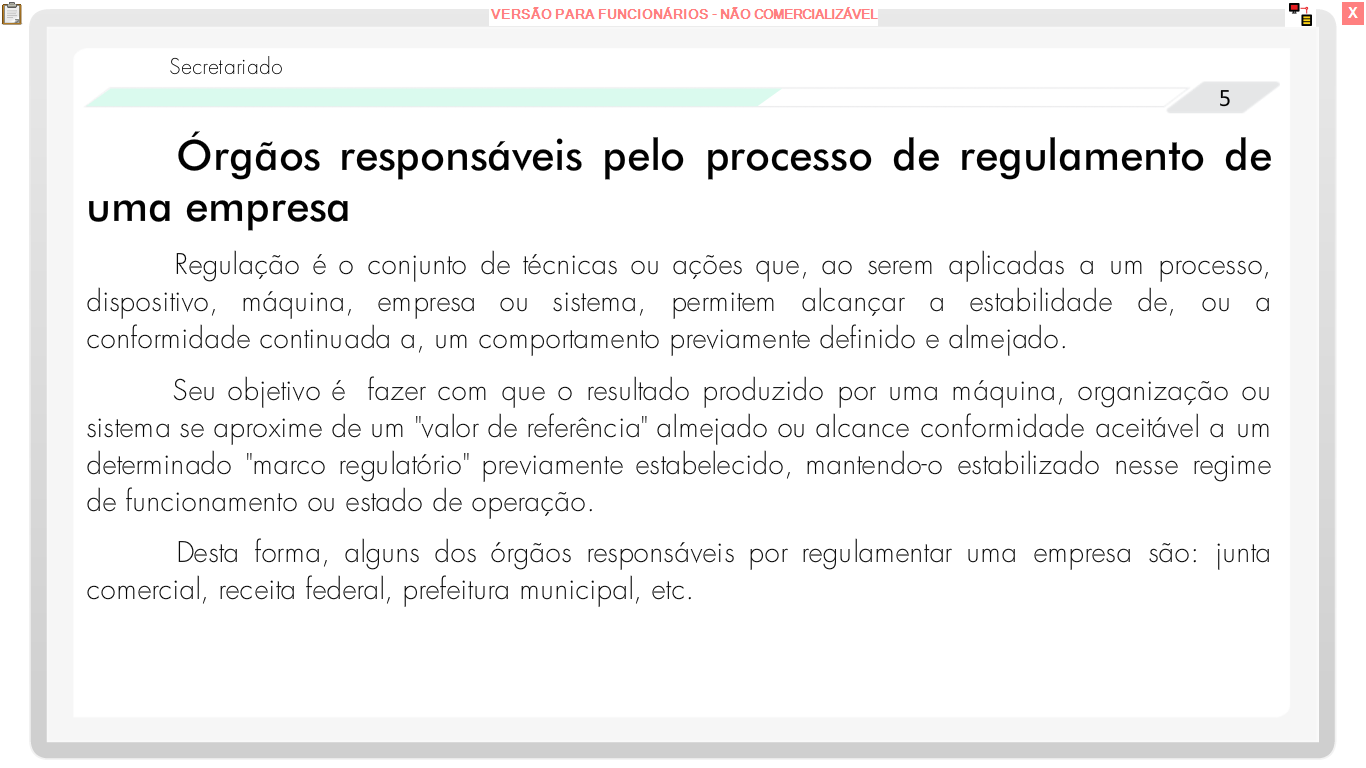 VERSÃO PARA FUNCIONÁRIOS - NÃO COMERCIALIZÁVEL
X
Secretariado
5
Órgãos responsáveis pelo processo de regulamento de
uma empresa
Regulação é o conjunto de técnicas ou ações que, ao serem aplicadas a um processo,
dispositivo, máquina, empresa ou sistema, permitem alcançar a estabilidade de, ou a
conformidade continuada a, um comportamento previamente definido e almejado.
Seu objetivo é fazer com que o resultado produzido por uma máquina, organização ou
sistema se aproxime de um "valor de referência" almejado ou alcance conformidade aceitável a um
determinado "marco regulatório" previamente estabelecido, mantendo-o estabilizado nesse regime
de funcionamento ou estado de operação.
Desta forma, alguns dos órgãos responsáveis por regulamentar uma empresa são: junta
comercial, receita federal, prefeitura municipal, etc.